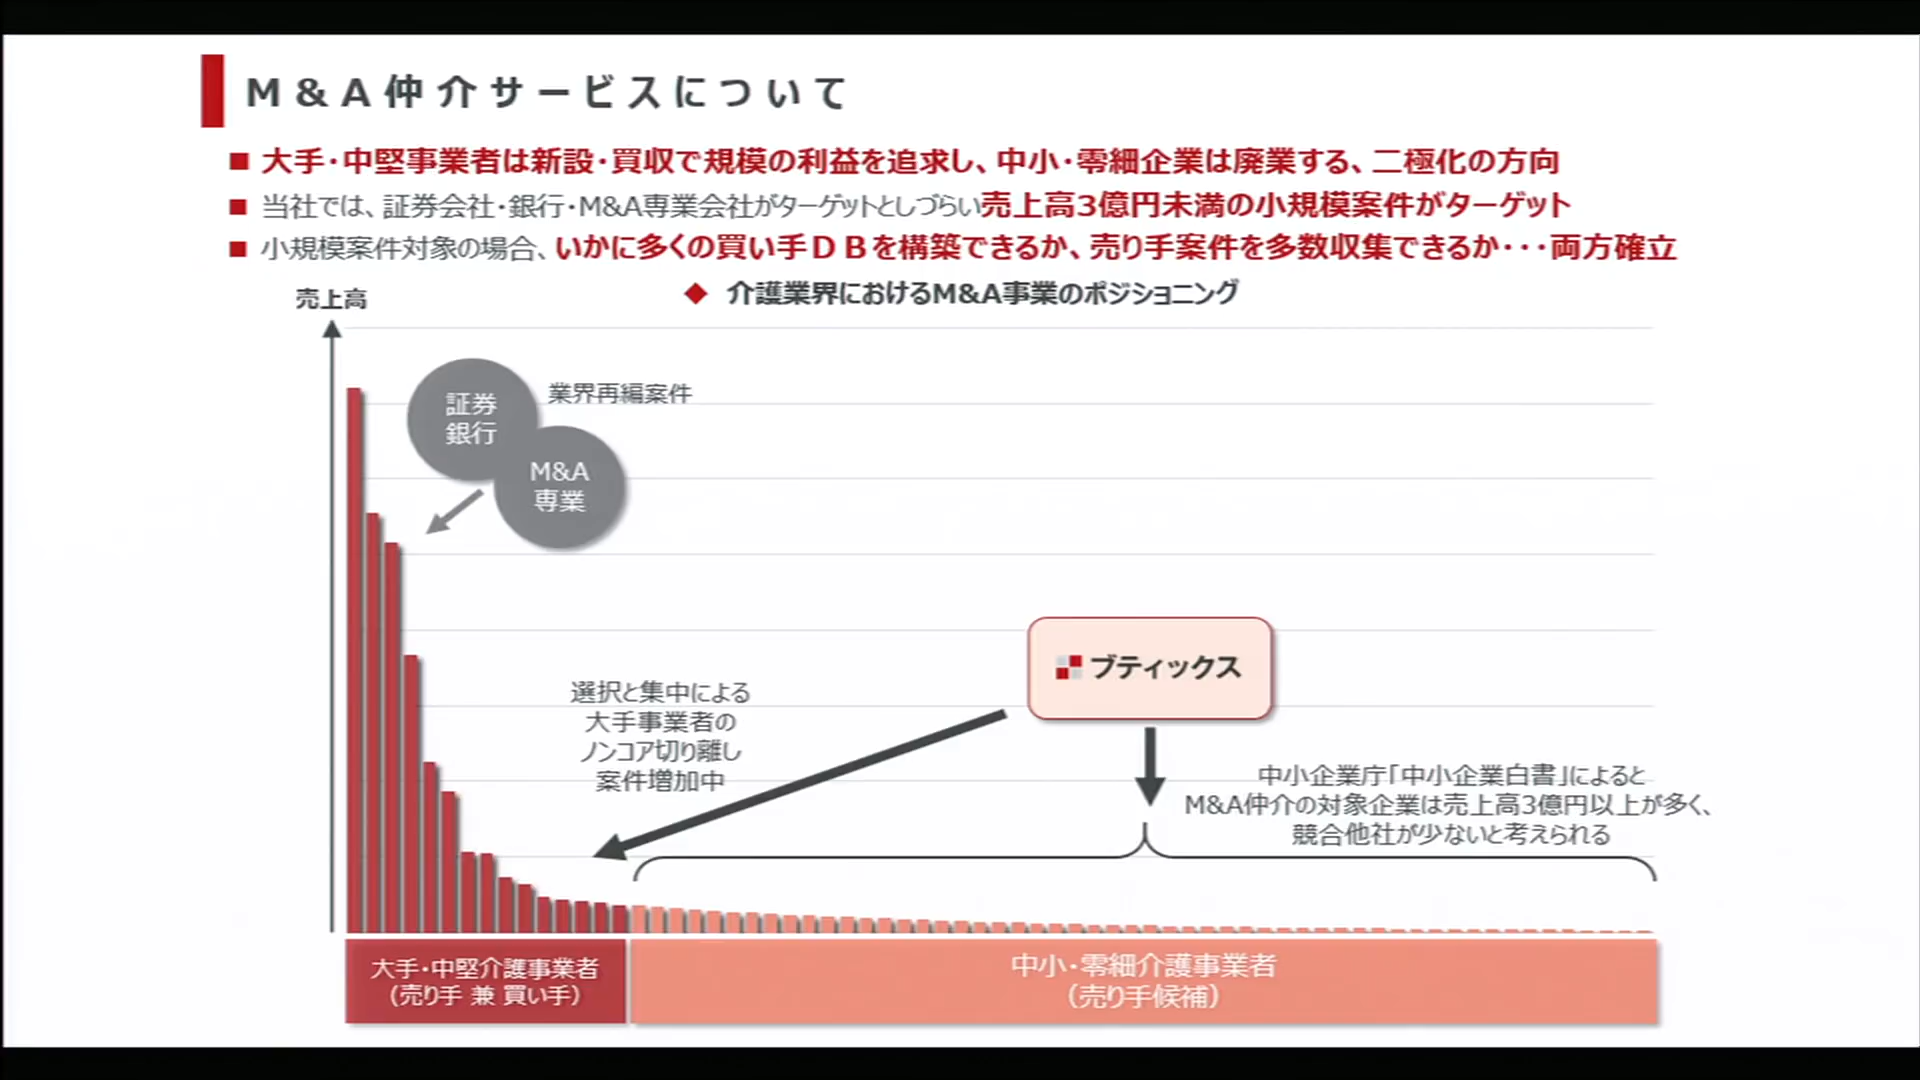 M&A仲介サービスについて
■ 大手・中堅事業者は新設・買収で規模の利益を追求し、中小・零細企業は廃業する、二極化の方向
■ 当社では、証券会社・銀行・M&A専業会社がターゲットとしづらい売上高3億円未満の小規模案件がターゲット
■ 小規模案件対象の場合、いかに多くの買い手DBを構築できるか、売り手案件を多数収集できるか・・・両方確立
◆ 介護業界におけるM&A事業のポジショニング
売上高
証券
銀行
業界再編案件
M&A
専業
ブティックス
選択と集中による
大手事業者の
ノンコア切り離し
案件増加中
中小企業庁「中小企業白書」によると
M&A仲介の対象企業は売上高3億円以上が多く、
競合他社が少ないと考えられる
大手・中堅介護事業者
(売り手 兼 買い手)
中小・零細介護事業者
(売り手候補)